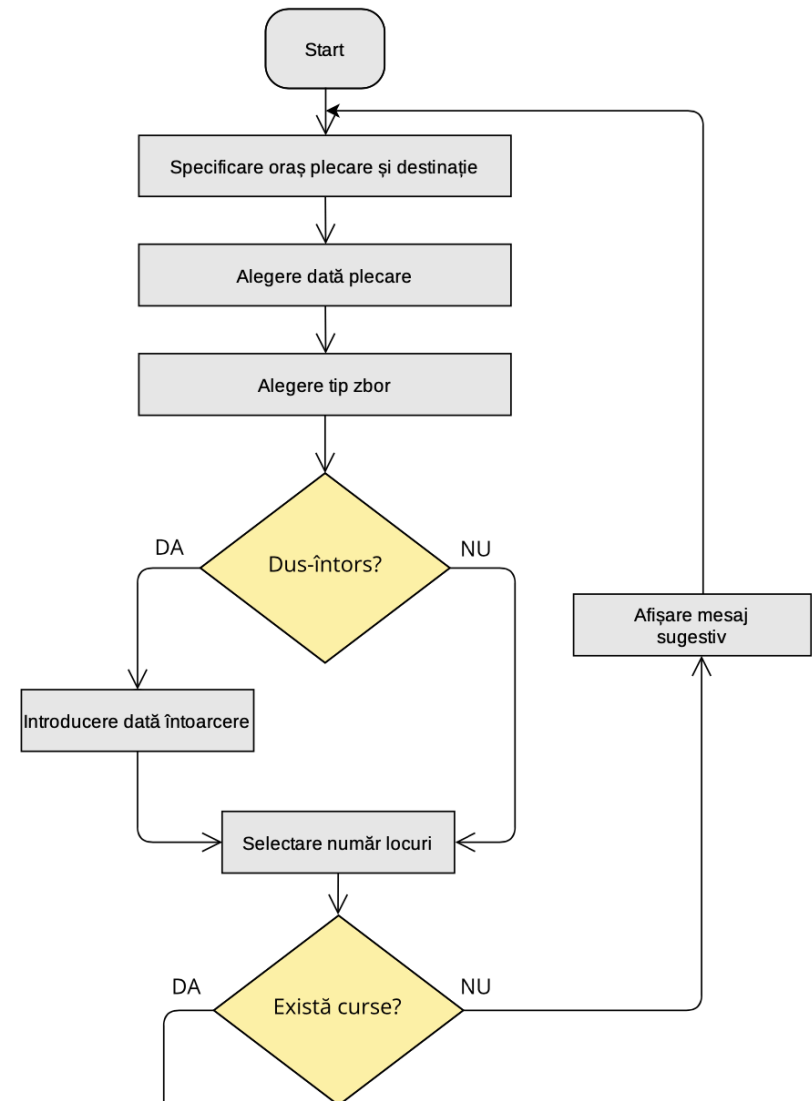 Start
Specificare oraș plecare și destinație
Alegere dată plecare
Alegere tip zbor
Dus-întors?
DA
NU
Afișare mesaj
sugestiv
Introducere dată întoarcere
Selectare număr locuri
Există curse?
DA
NU